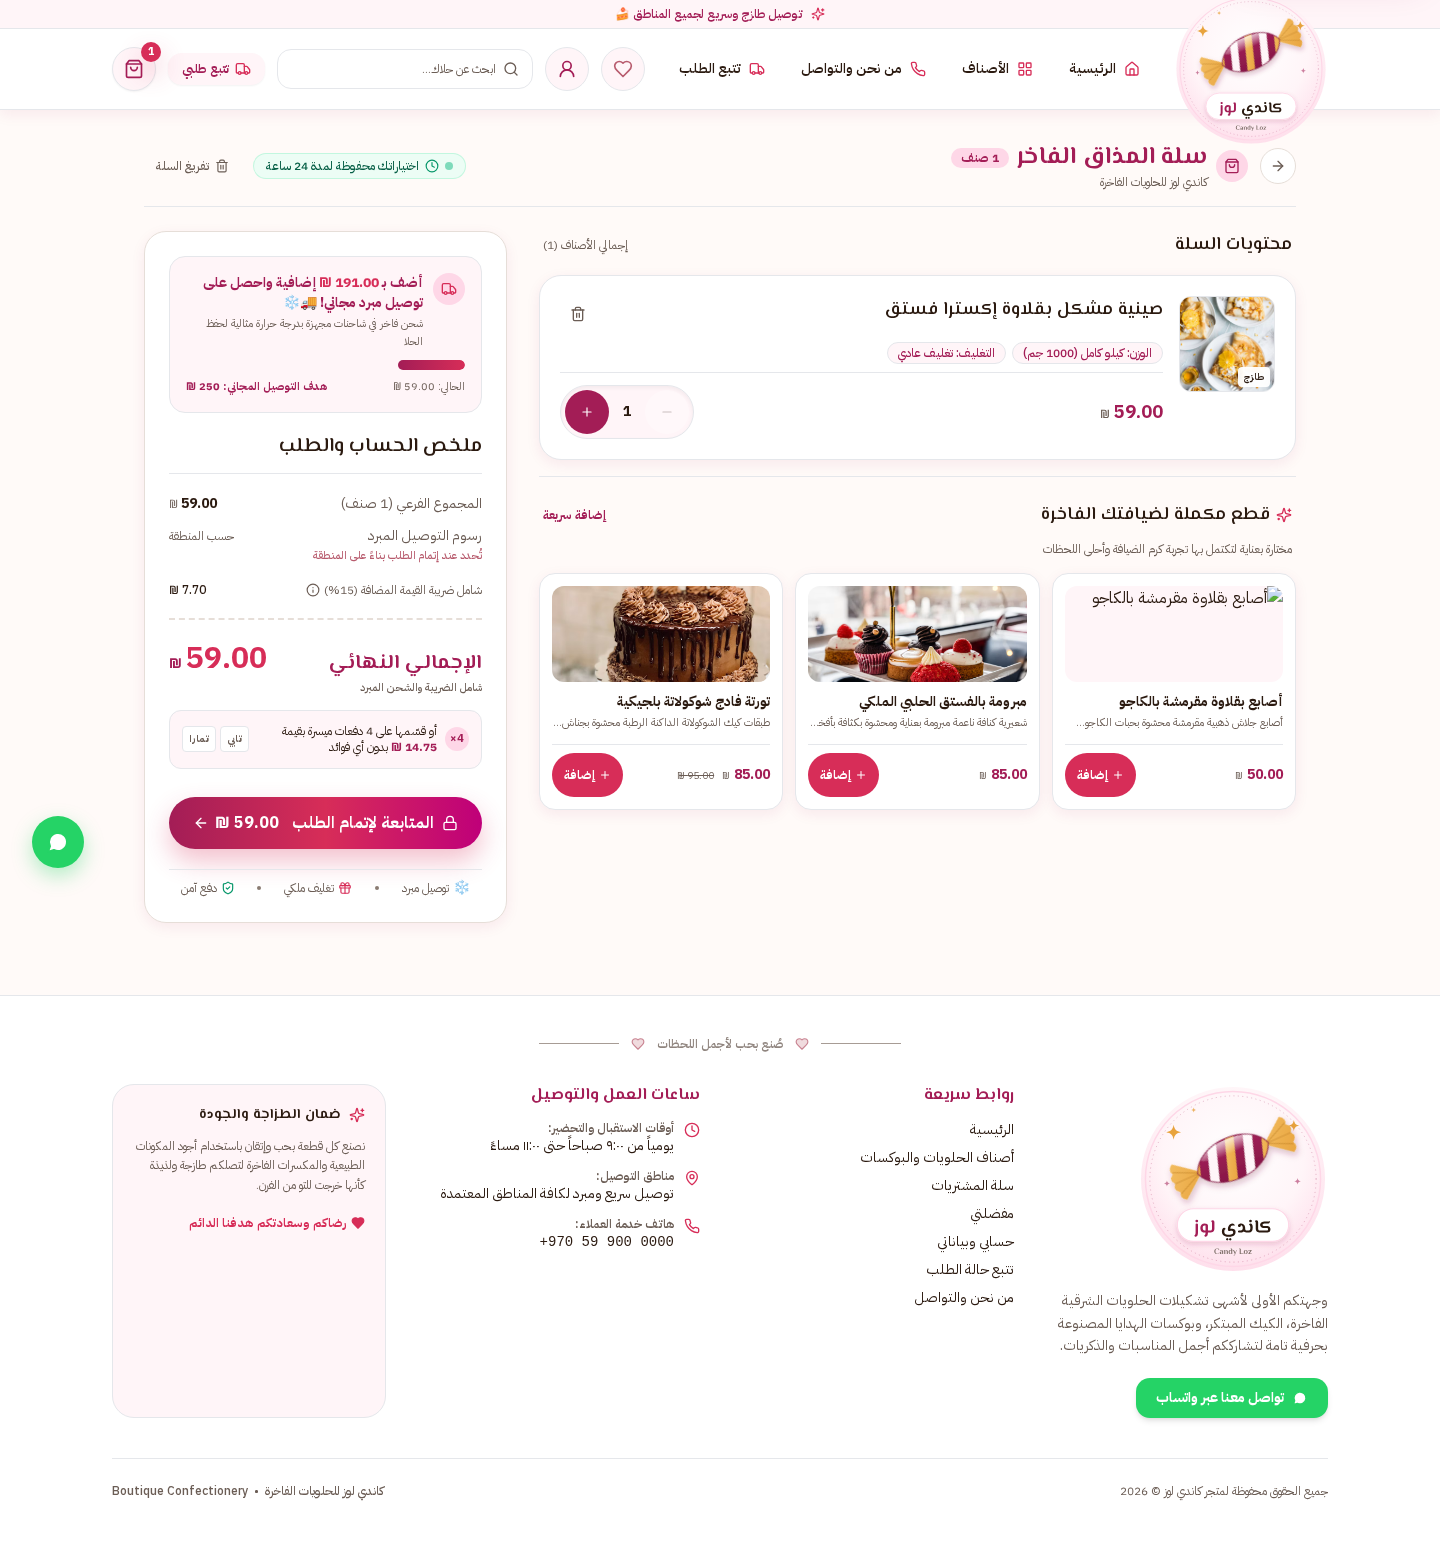 توصيل طازج وسريع لجميع المناطق 🍰
كاندي لوز
Candy Loz
الرئيسية
الأصناف
من نحن والتواصل
تتبع الطلب
ابحث عن حلاك...
تتبع طلبي
1
سلة المذاق الفاخر
1 صنف
كاندي لوز للحلويات الفاخرة
اختياراتك محفوظة لمدة 24 ساعة
تفريغ السلة
محتويات السلة
إجمالي الأصناف (1)
صينية مشكل بقلاوة إكسترا فستق
الوزن: كيلو كامل (1000 جم)
التغليف: تغليف عادي
طازج
59.00 ₪
1
قطع مكملة لضيافتك الفاخرة
إضافة سريعة
مختارة بعناية لتكتمل بها تجربة كرم الضيافة وأحلى اللحظات
أصابع بقلاوة مقرمشة بالكاجو
أصابع بقلاوة مقرمشة بالكاجو
أصابع جلاش ذهبية مقرمشة محشوة بحبات الكاجو...
50.00 ₪
إضافة
مبرومة بالفستق الحلبي الملكي
شعيرية كنافة ناعمة مبرومة بعناية ومحشوة بكثافة بأفخ...
85.00 ₪
إضافة
تورتة فادج شوكولاتة بلجيكية
طبقات كيك الشوكولاتة الداكنة الرطبة محشوة بجناش...
85.00 ₪
95.00 ₪
إضافة
أضف بـ 191.00 ₪ إضافية واحصل على
توصيل مبرد مجاني! 🚚❄️
شحن فاخر في شاحنات مجهزة بدرجة حرارة مثالية لحفظ
الحلا
الحالي: 59.00 ₪
هدف التوصيل المجاني: 250 ₪
ملخص الحساب والطلب
المجموع الفرعي (1 صنف)
59.00 ₪
رسوم التوصيل المبرد
حسب المنطقة
تُحدد عند إتمام الطلب بناءً على المنطقة
شامل ضريبة القيمة المضافة (15%)
7.70 ₪
الإجمالي النهائي
59.00 ₪
شامل الضريبة والشحن المبرد
4×
أو قسّمها على 4 دفعات ميسرة بقيمة
14.75 ₪ بدون أي فوائد
تابي
تمارا
المتابعة لإتمام الطلب
59.00 ₪
❄️ توصيل مبرد
•
تغليف ملكي
•
دفع آمن
صُنع بحب لأجمل اللحظات
كاندي لوز
Candy Loz
وجهتكم الأولى لأشهى تشكيلات الحلويات الشرقية
الفاخرة، الكيك المبتكر، وبوكسات الهدايا المصنوعة
بحرفية تامة لتشارككم أجمل المناسبات والذكريات.
تواصل معنا عبر واتساب
روابط سريعة
الرئيسية
أصناف الحلويات والبوكسات
سلة المشتريات
مفضلتي
حسابي وبياناتي
تتبع حالة الطلب
من نحن والتواصل
ساعات العمل والتوصيل
أوقات الاستقبال والتحضير:
يومياً من ٩:٠٠ صباحاً حتى ١١:٠٠ مساءً
مناطق التوصيل:
توصيل سريع ومبرد لكافة المناطق المعتمدة
هاتف خدمة العملاء:
+970 59 900 0000
ضمان الطزاجة والجودة
نصنع كل قطعة بحب وإتقان باستخدام أجود المكونات
الطبيعية والمكسرات الفاخرة لتصلكم طازجة ولذيذة
كأنها خرجت للتو من الفرن.
رضاكم وسعادتكم هدفنا الدائم
جميع الحقوق محفوظة لمتجر كاندي لوز © 2026
كاندي لوز للحلويات الفاخرة • Boutique Confectionery